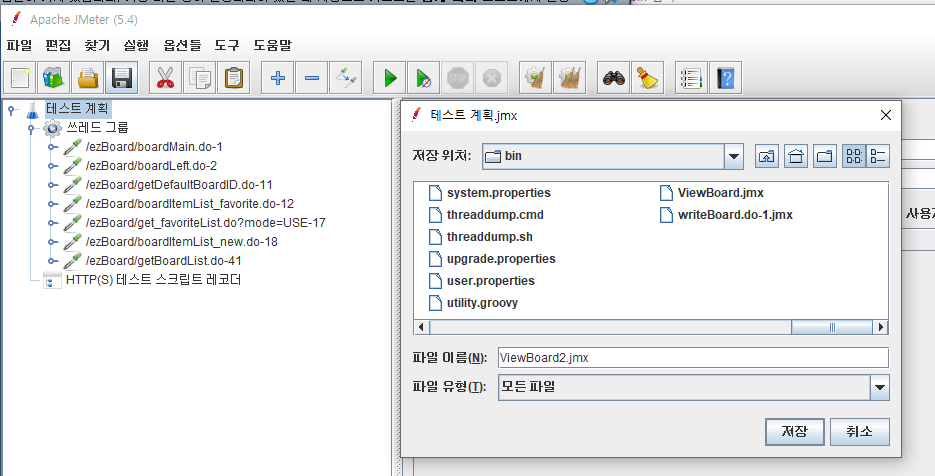 Apache JMeter (5.4)
파일 편집 찾기 실행 옵션들 도구 도움말
STOP
테스트 계획
쓰레드 그룹
/ezBoard/boardMain.do-1
/ezBoard/boardLeft.do-2
/ezBoard/getDefaultBoardID.do-11
/ezBoard/boardItemList_favorite.do-12
/ezBoard/get_favoriteList.do?mode=USE-17
/ezBoard/boardItemList_new.do-18
/ezBoard/getBoardList.do-41
HTTP(S) 테스트 스크립트 레코더
테스트 계획.jmx
저장 위치: bin
system.properties
threaddump.cmd
threaddump.sh
upgrade.properties
user.properties
utility.groovy
ViewBoard.jmx
writeBoard.do-1.jmx
파일 이름(N): ViewBoard2.jmx
파일 유형(T): 모든 파일
저장 취소
사용자